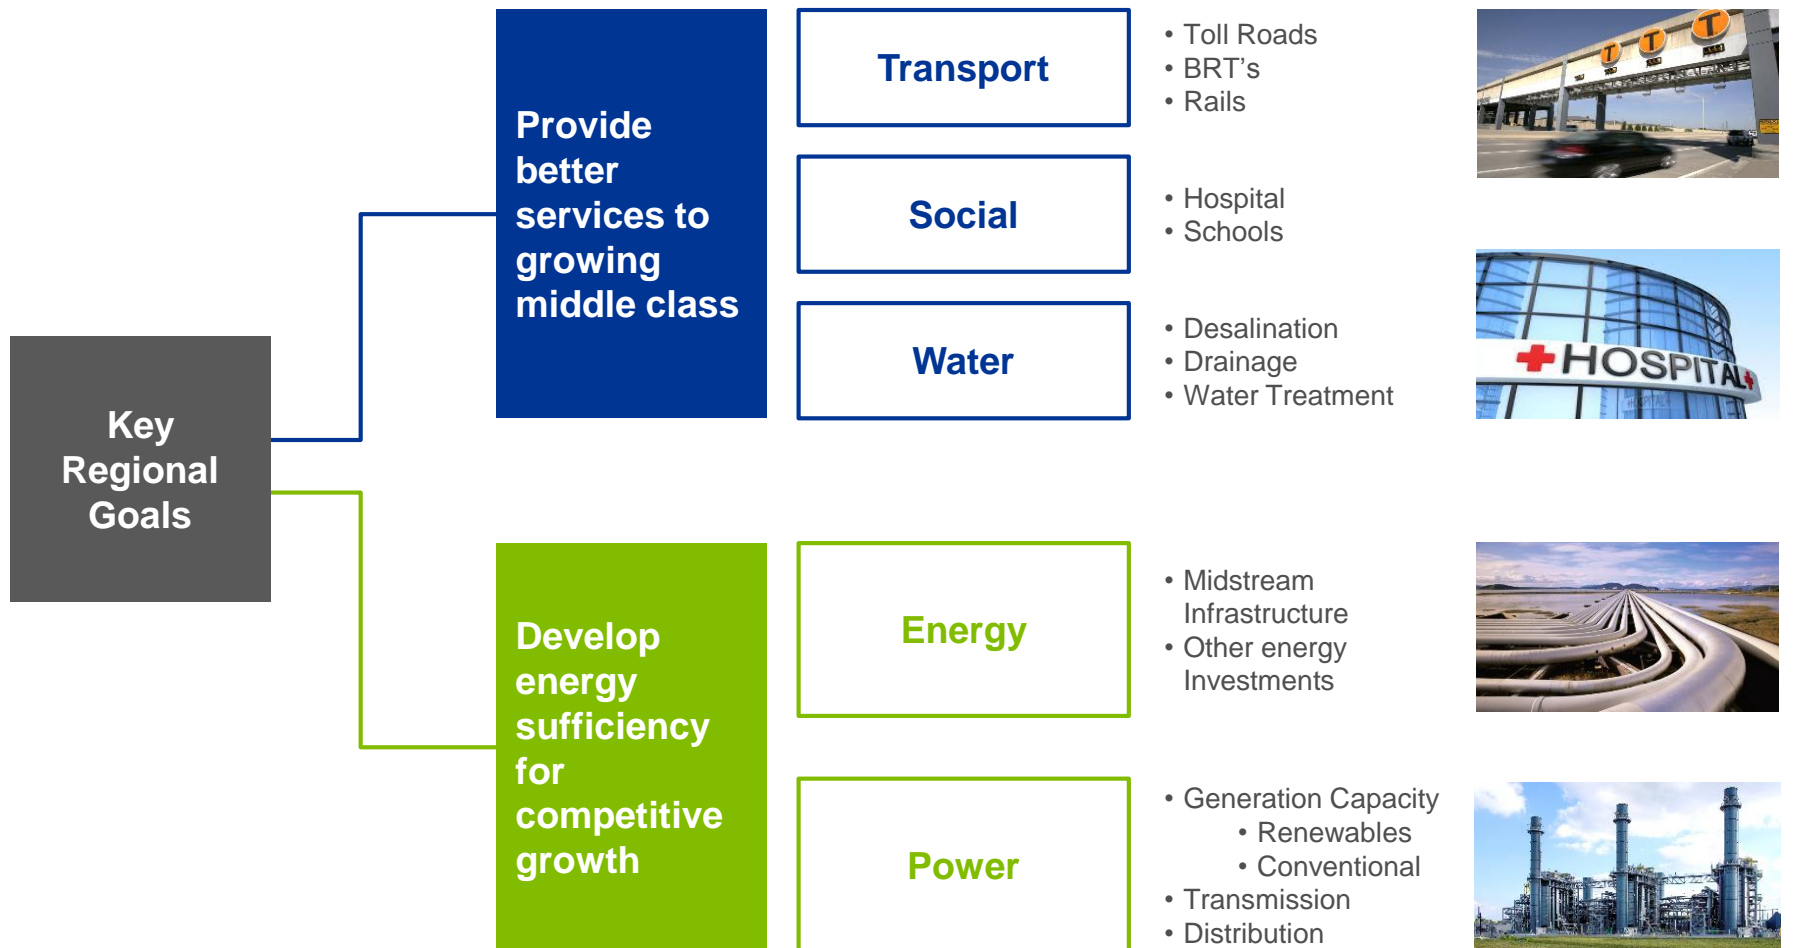 Key
Regional
Goals
Provide
better
services to
growing
middle class
Transport
• Toll Roads
• BRT's
• Rails
T T T
Social
• Hospital
• Schools
Water
• Desalination
• Drainage
• Water Treatment
HOSPITAL
HOSPITAL
Develop
energy
sufficiency
for
competitive
growth
Energy
• Midstream
Infrastructure
• Other energy
Investments
Power
• Generation Capacity
• Renewables
• Conventional
• Transmission
• Distribution